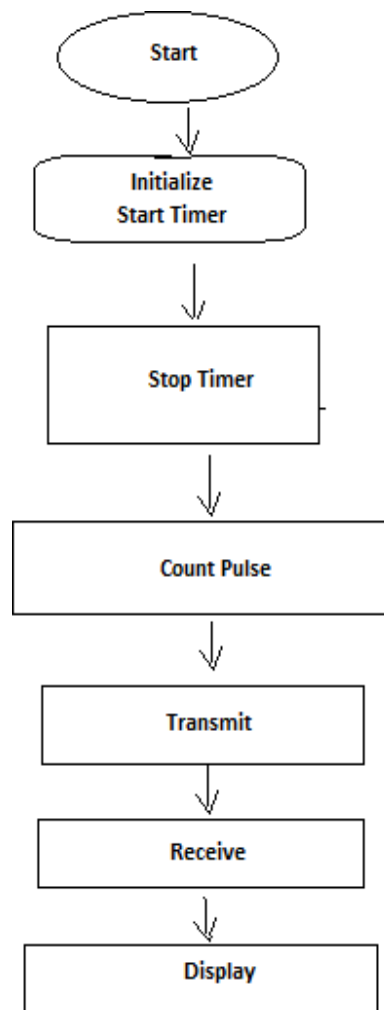 Start
Initialize
Start Timer
Stop Timer
Count Pulse
Transmit
Receive
Display